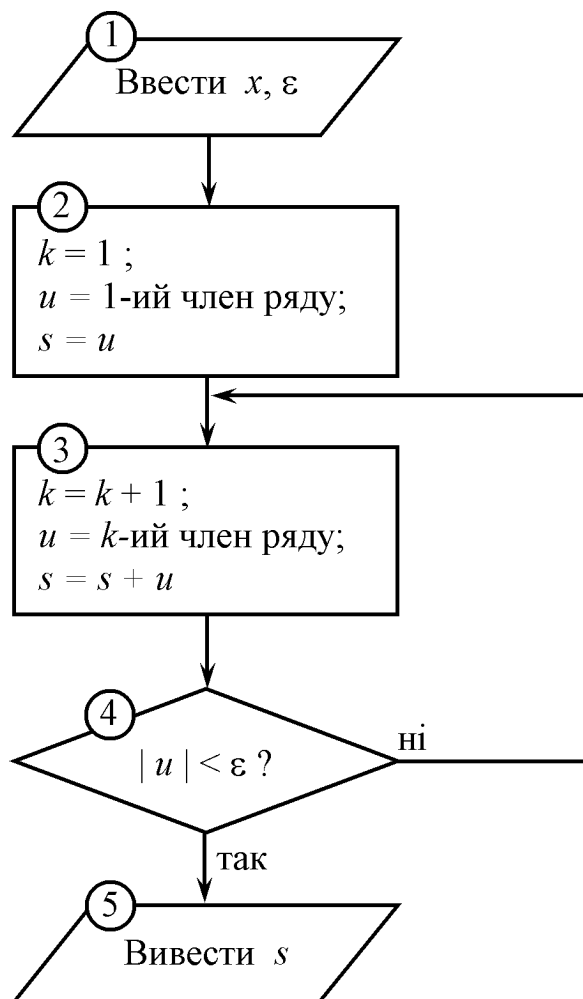 1
Ввести x, ε
2
k = 1 ;
u = 1-ий член ряду;
s = u
3
k = k + 1 ;
u = k-ий член ряду;
s = s + u
4
| u | < ε ?
ні
так
5
Вивести s